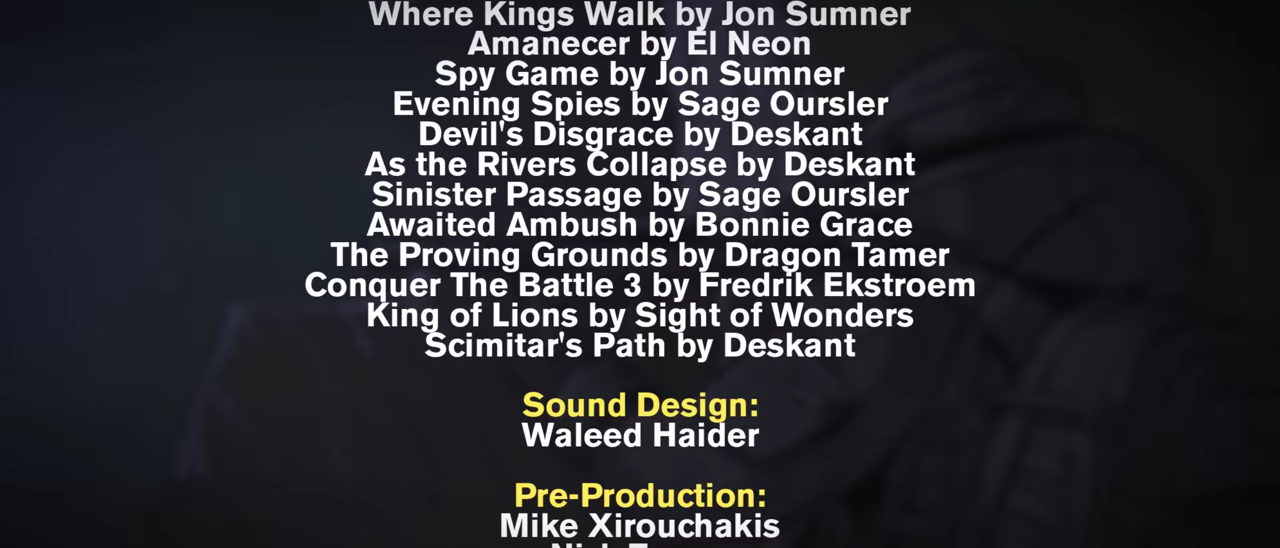 Where Kings Walk by Jon Sumner
Amanecer by El Neon
Spy Game by Jon Sumner
Evening Spies by Sage Oursler
Devil's Disgrace by Deskant
As the Rivers Collapse by Deskant
Sinister Passage by Sage Oursler
Awaited Ambush by Bonnie Grace
The Proving Grounds by Dragon Tamer
Conquer The Battle 3 by Fredrik Ekstroem
King of Lions by Sight of Wonders
Scimitar's Path by Deskant
Sound Design:
Waleed Haider
Pre-Production:
Mike Xirouchakis